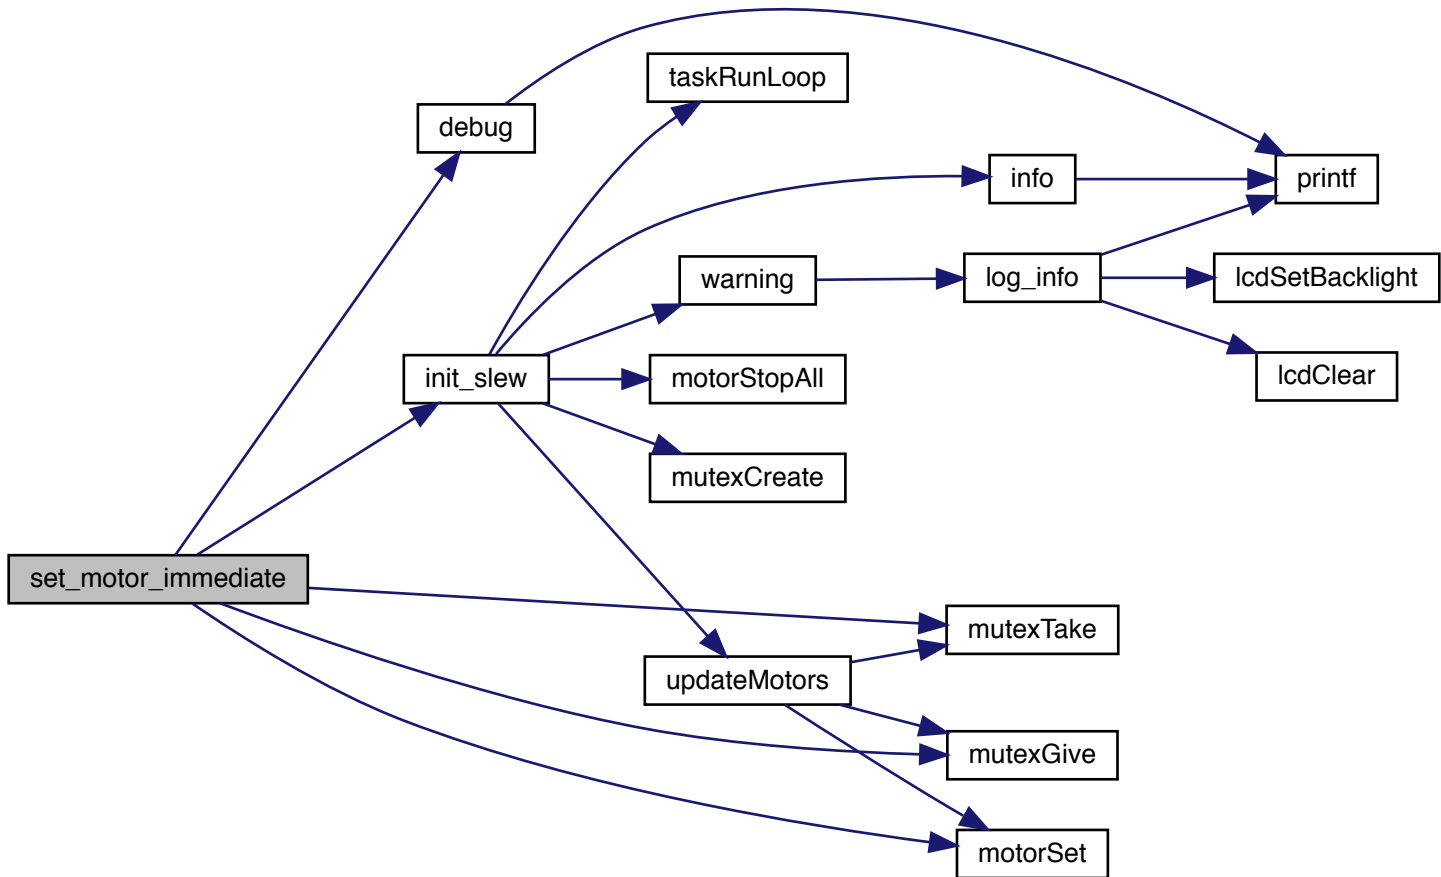 taskRunLoop
debug
info
printf
warning
log_info
lcdSetBacklight
init_slew
motorStopAll
lcdClear
mutexCreate
set_motor_immediate
mutexTake
updateMotors
mutexGive
motorSet